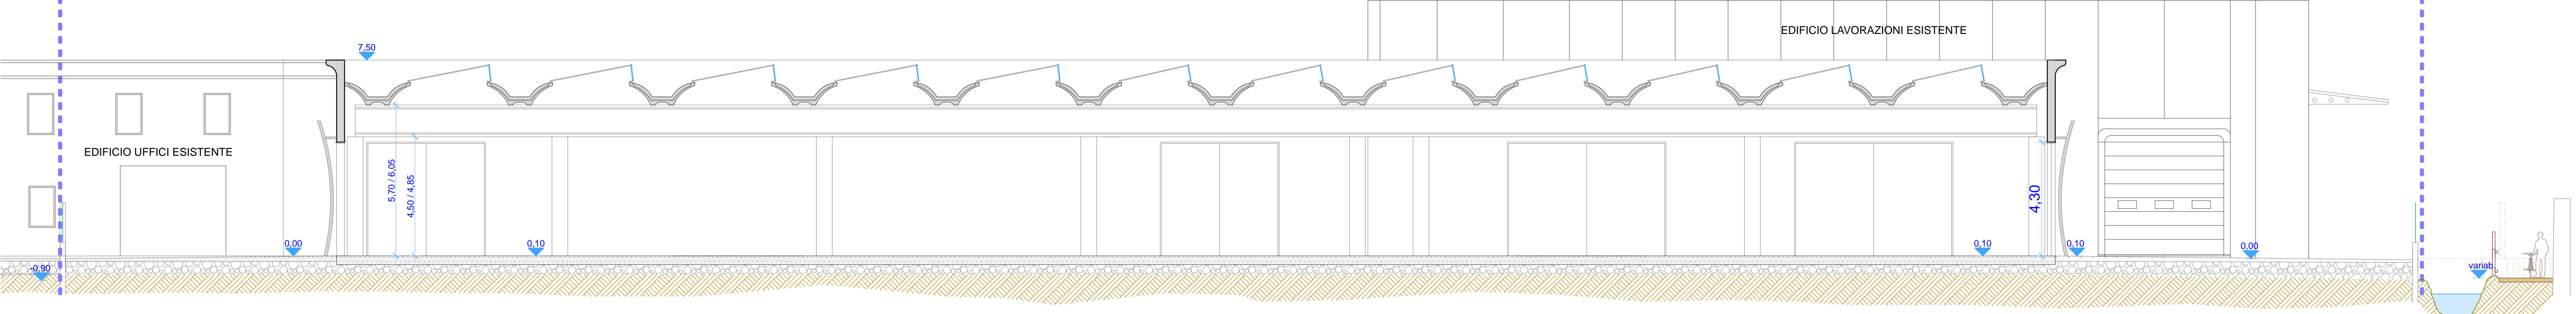 EDIFICIO LAVORAZIONI ESISTENTE
7,50
EDIFICIO UFFICI ESISTENTE
5,70 / 6,05
4,50 / 4,85
4,30
0,00
0,10
0,10
0,10
0,00
-0,90
variab.